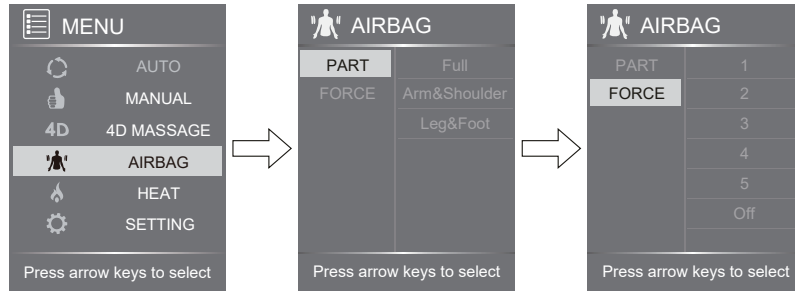 MENU
AUTO
MANUAL
4D 4D MASSAGE
AIRBAG
HEAT
SETTING
Press arrow keys to select
AIRBAG
PART Full
FORCE Arm&Shoulder
Leg&Foot
Press arrow keys to select
AIRBAG
PART 1
FORCE 2
3
4
5
Off
Press arrow keys to select